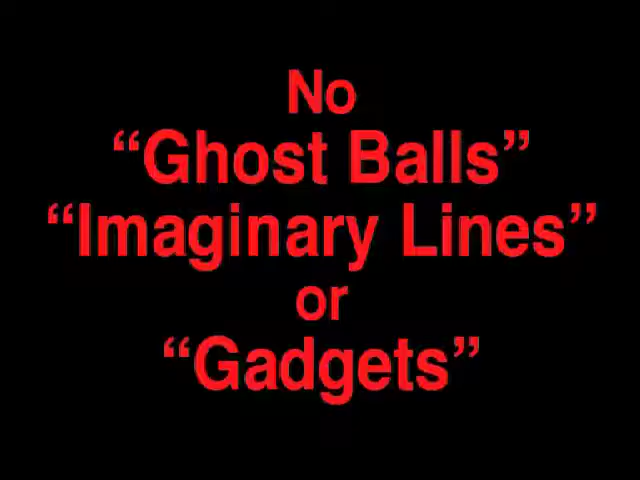 No
“Ghost Balls”
“Imaginary Lines”
or
“Gadgets”